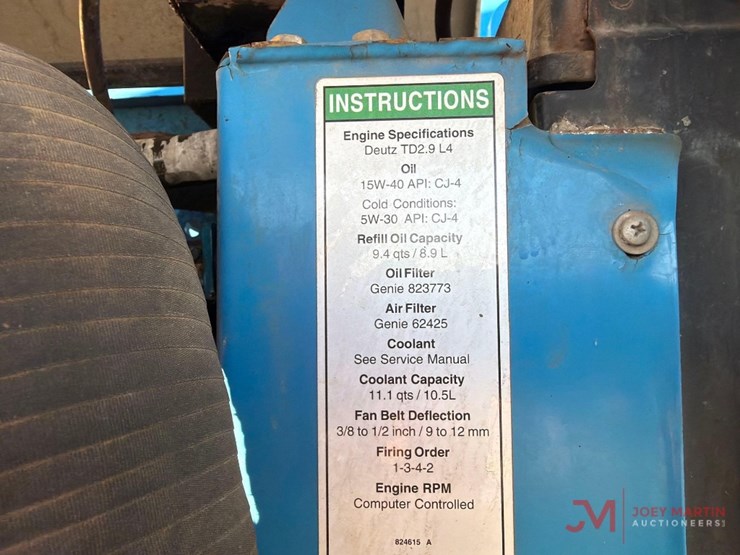 INSTRUCTIONS
Engine Specifications
Deutz TD2.9 L4
Oil
15W-40 API: CJ-4
Cold Conditions:
5W-30 API: CJ-4
Refill Oil Capacity
9.4 qts / 8.9 L
Oil Filter
Genie 823773
Air Filter
Genie 62425
Coolant
See Service Manual
Coolant Capacity
11.1 qts / 10.5L
Fan Belt Deflection
3/8 to 1/2 inch / 9 to 12 mm
Firing Order
1-3-4-2
Engine RPM
Computer Controlled
824615 A
JM JOEY MARTIN
AUCTIONEERS